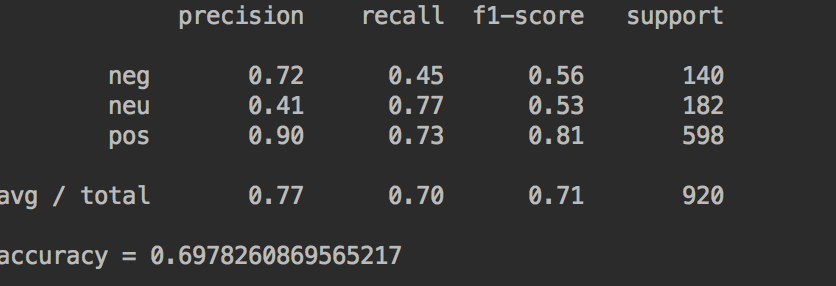 precision recall f1-score support
neg 0.72 0.45 0.56 140
neu 0.41 0.77 0.53 182
pos 0.90 0.73 0.81 598
avg / total 0.77 0.70 0.71 920
accuracy = 0.6978260869565217